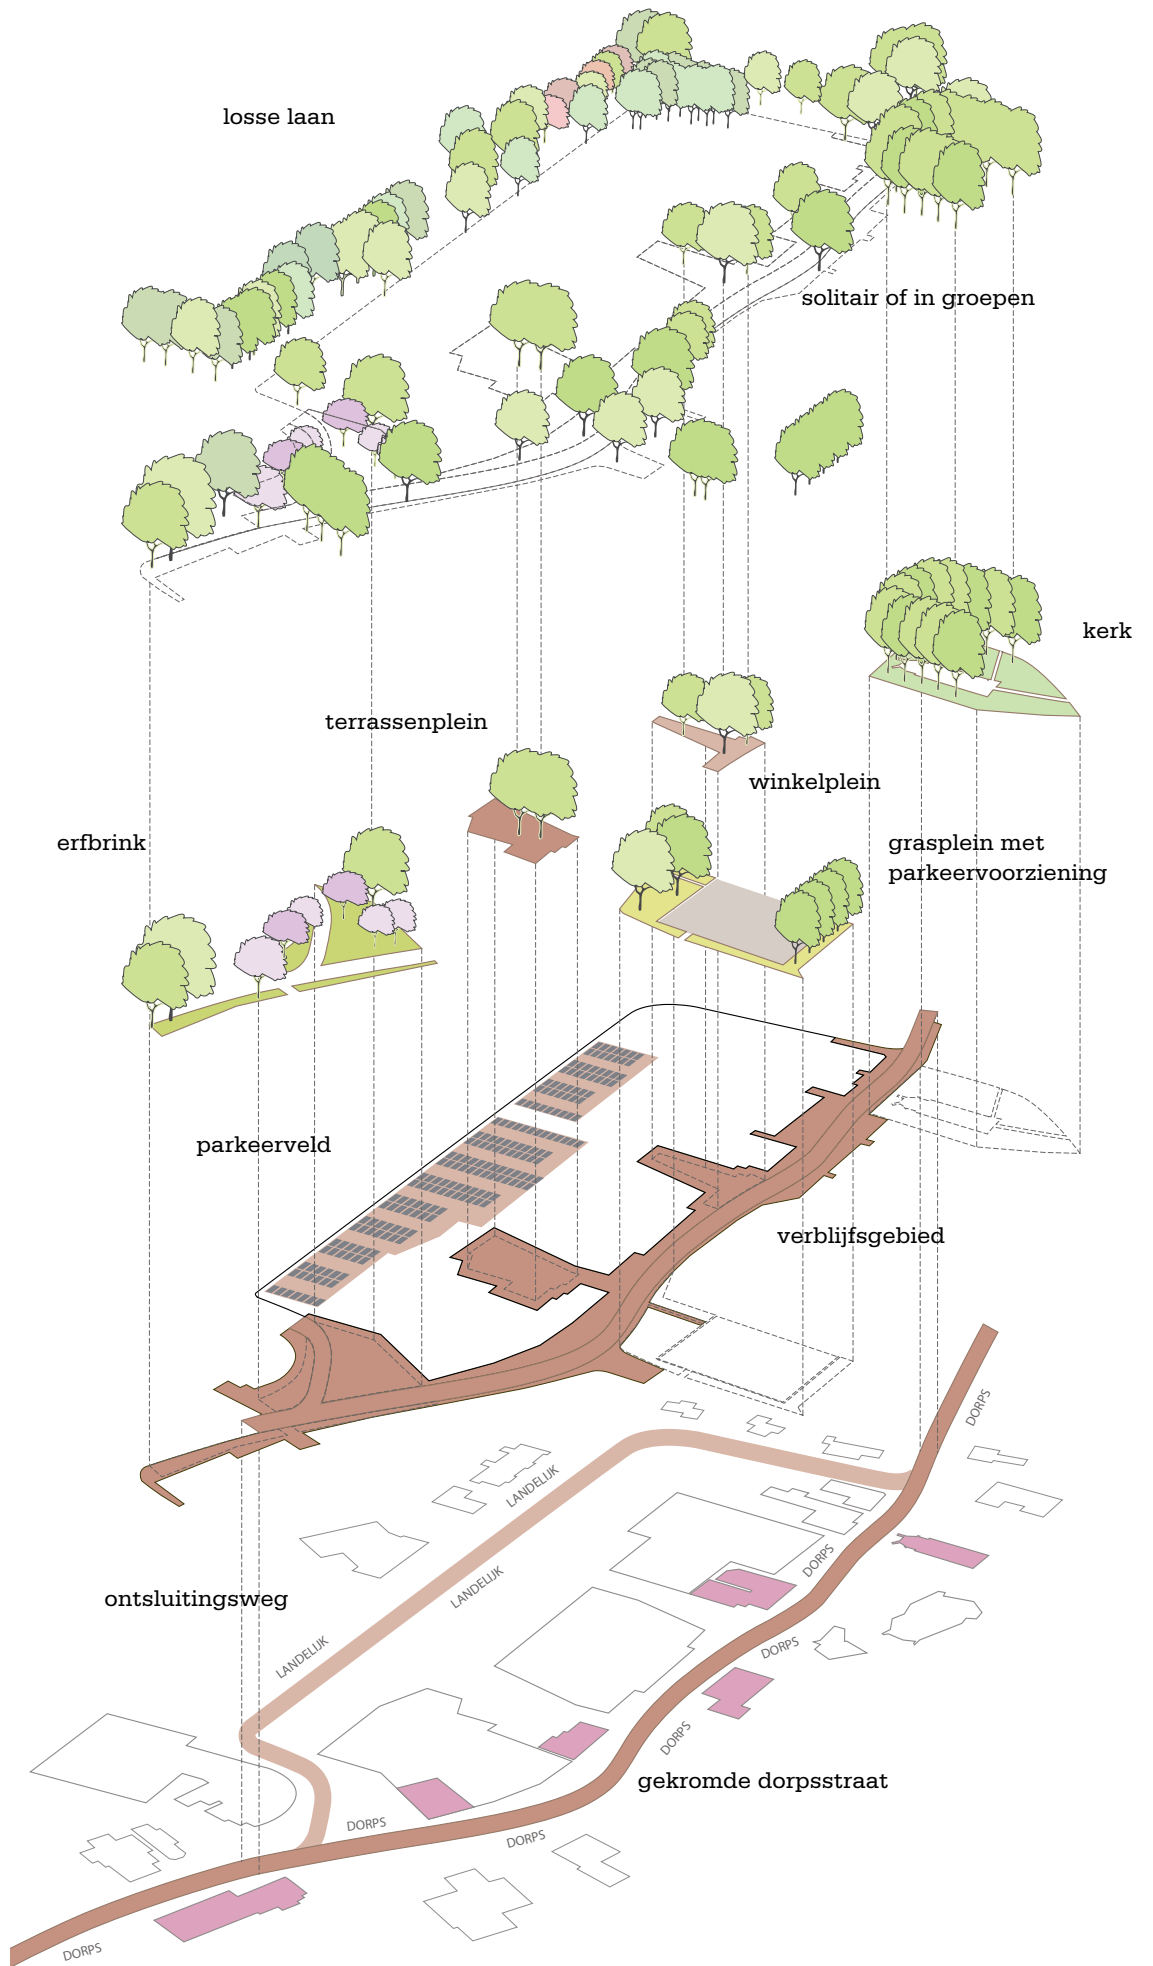 losse laan
solitair of in groepen
kerk
terrassenplein
winkelplein
erfbrink
grasplein met
parkeervoorziening
parkeerveld
verblijfsgebied
DORPS
LANDELIJK
DORPS
LANDELIJK
ontsluitingsweg
LANDELIJK
DORPS
DORPS
gekromde dorpsstraat
DORPS
DORPS
DORPS